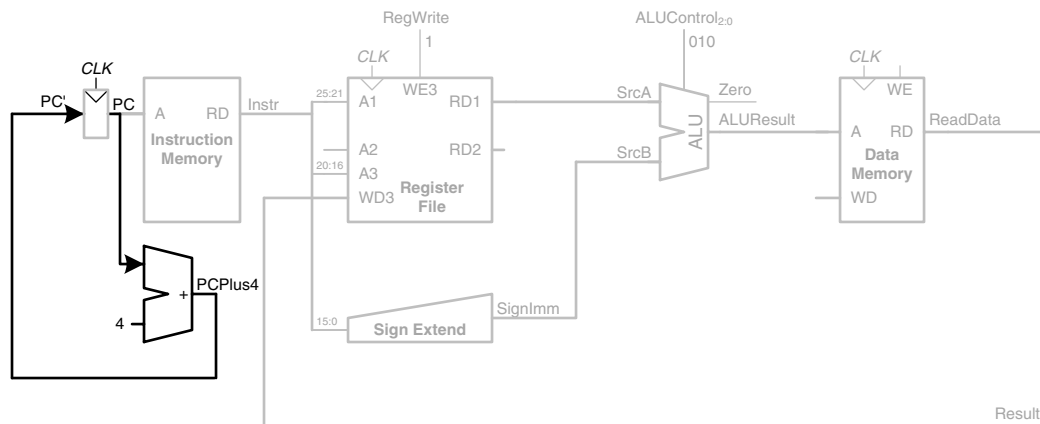 RegWrite
ALUControl2:0
1
010
CLK
CLK
CLK
PC'
PC
A
RD
Instr
25:21
A1
WE3
RD1
SrcA
Zero
WE
Instruction
Memory
A2
RD2
ALU
ALUResult
A
RD
ReadData
20:16
A3
SrcB
Data
Memory
WD3
Register
File
WD
PCPlus4
+
4
SignImm
15:0
Sign Extend
Result